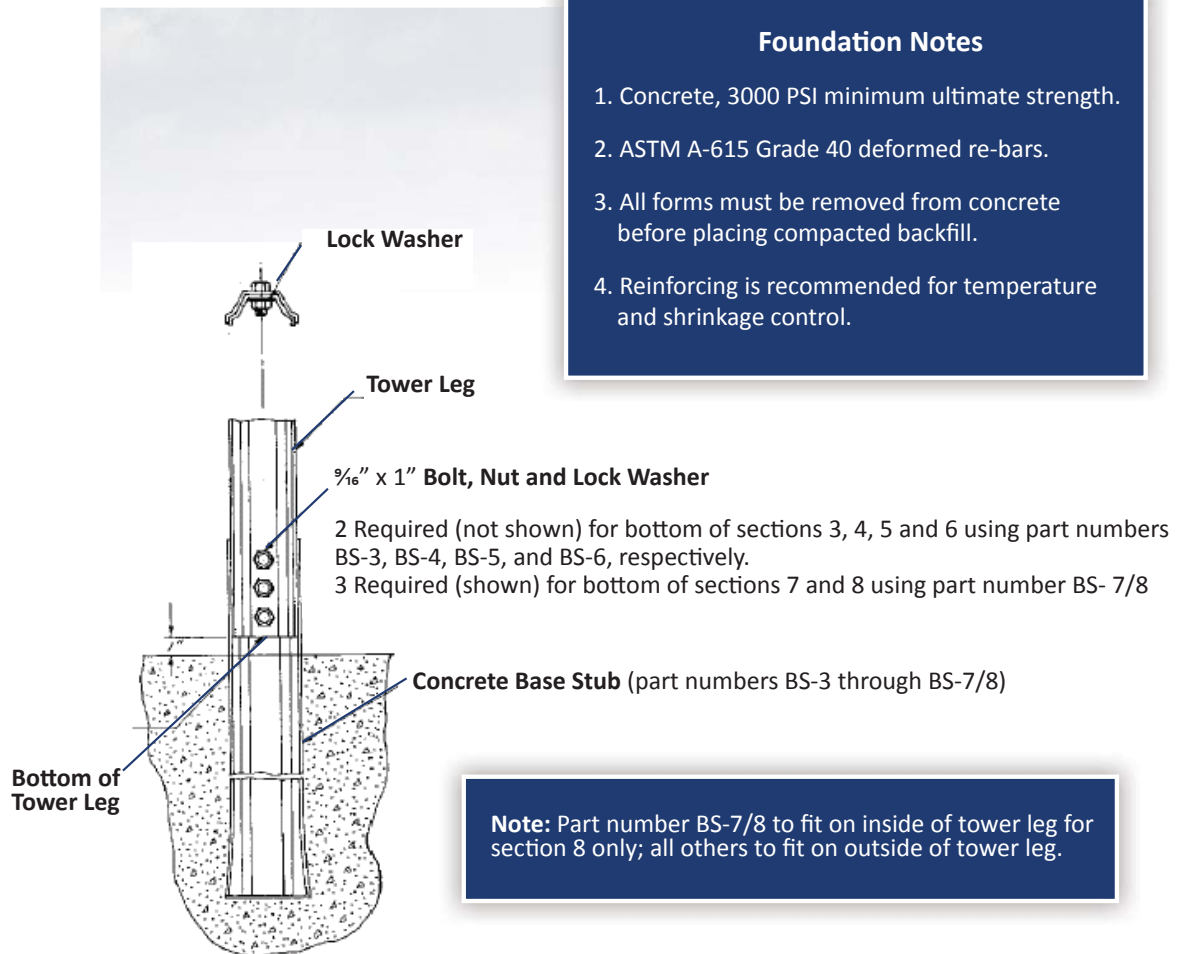 Foundation Notes
1. Concrete, 3000 PSI minimum ultimate strength.
2. ASTM A-615 Grade 40 deformed re-bars.
3. All forms must be removed from concrete
before placing compacted backfill.
4. Reinforcing is recommended for temperature
and shrinkage control.
Lock Washer
Tower Leg
9⁄16” x 1” Bolt, Nut and Lock Washer
2 Required (not shown) for bottom of sections 3, 4, 5 and 6 using part numbers
BS-3, BS-4, BS-5, and BS-6, respectively.
3 Required (shown) for bottom of sections 7 and 8 using part number BS- 7/8
Concrete Base Stub (part numbers BS-3 through BS-7/8)
Bottom of
Tower Leg
Note: Part number BS-7/8 to fit on inside of tower leg for
section 8 only; all others to fit on outside of tower leg.